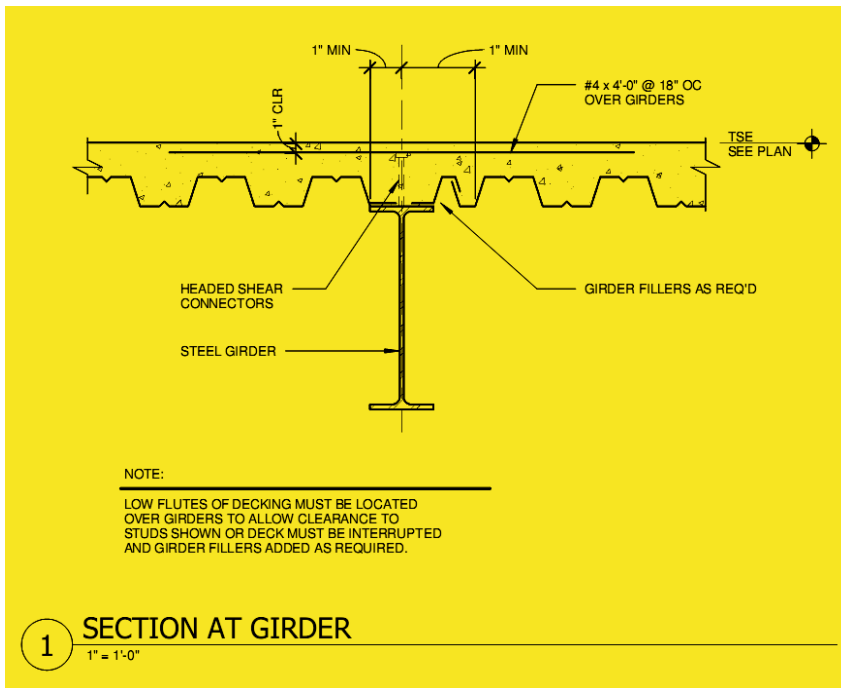 1" MIN
1" MIN
#4 x 4'-0" @ 18" OC
OVER GIRDERS
1" CLR
TSE
SEE PLAN
HEADED SHEAR
CONNECTORS
GIRDER FILLERS AS REQ'D
STEEL GIRDER
NOTE:
LOW FLUTES OF DECKING MUST BE LOCATED
OVER GIRDERS TO ALLOW CLEARANCE TO
STUDS SHOWN OR DECK MUST BE INTERRUPTED
AND GIRDER FILLERS ADDED AS REQUIRED.
1
SECTION AT GIRDER
1" = 1'-0"